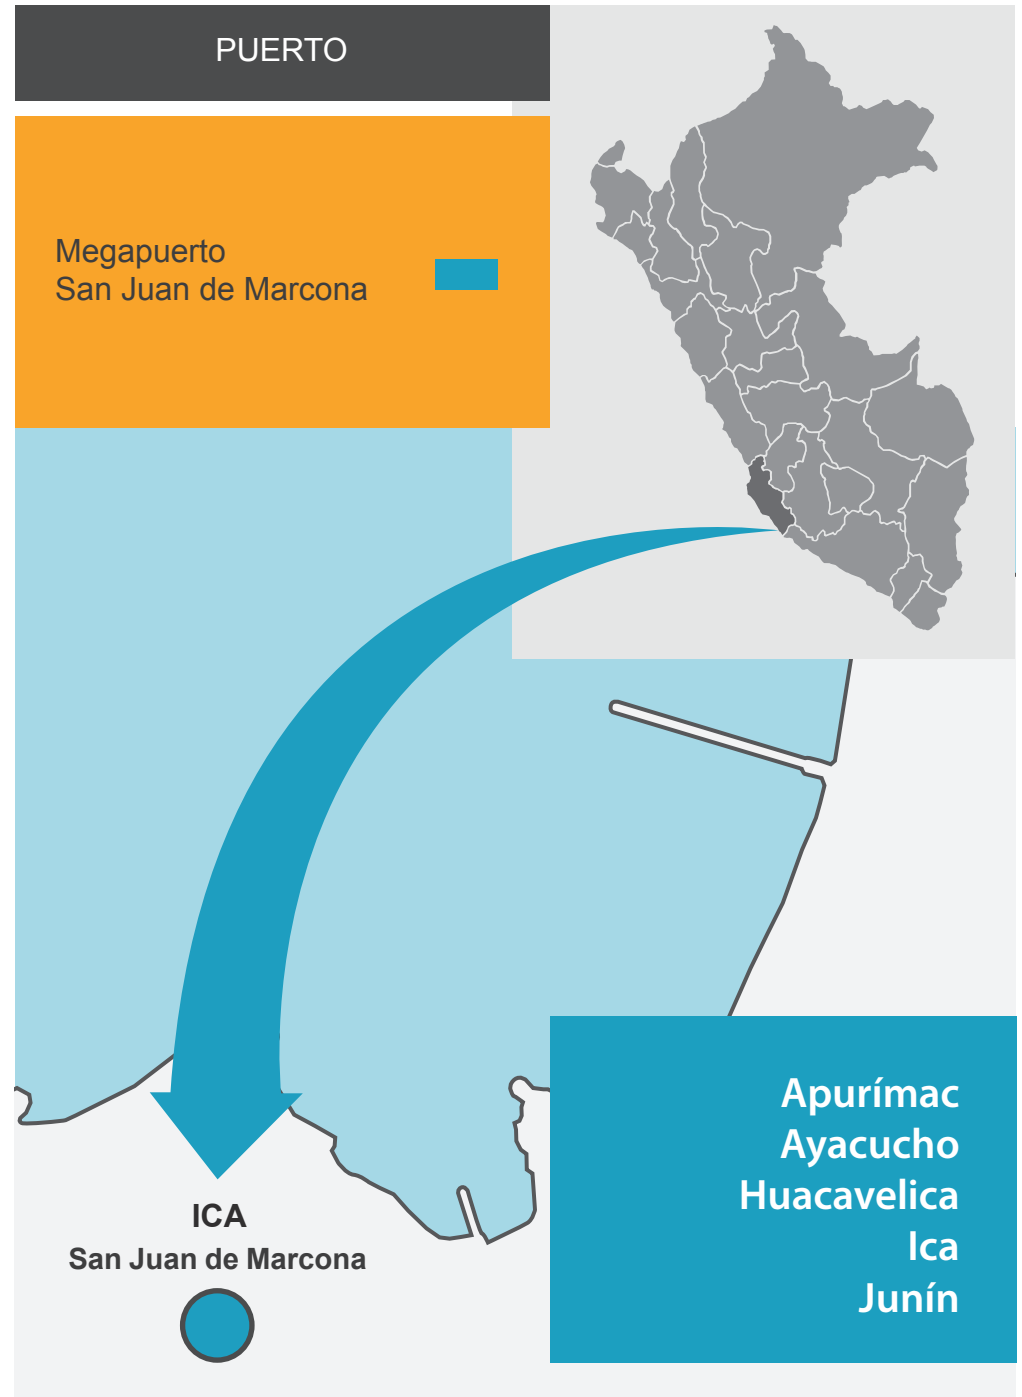 PUERTO
Megapuerto
San Juan de Marcona
ICA
San Juan de Marcona
Apurímac
Ayacucho
Huacavelica
Ica
Junín